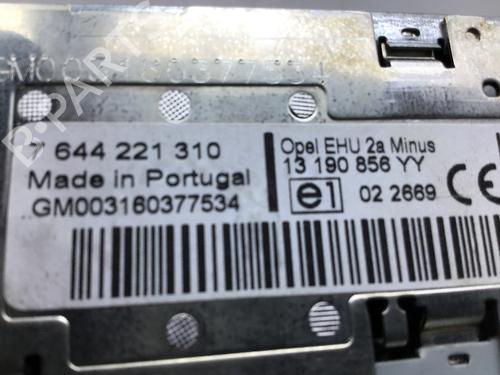 7 644 221 310
Made in Portugal
GM003160377534
Opel EHU 2a Minus
13 190 856 YY
e1
02 2669
CE